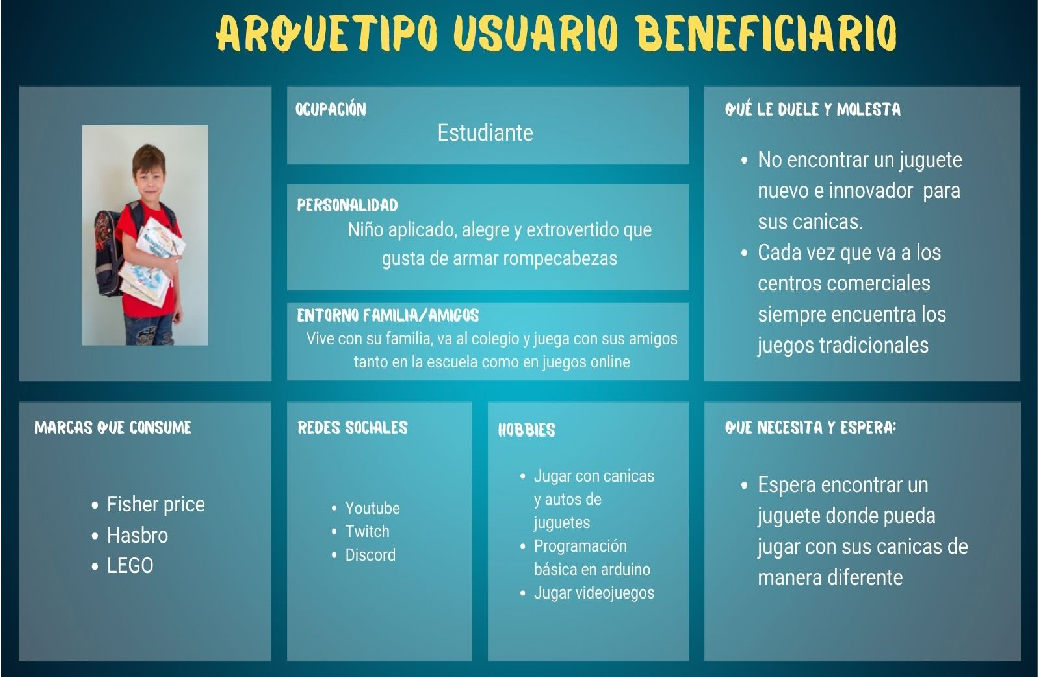 ARQUETIPO USUARIO BENEFICIARIO
OCUPACIÓN
Estudiante
PERSONALIDAD
Niño aplicado, alegre y extrovertido que
gusta de armar rompecabezas
ENTORNO FAMILIA/AMIGOS
Vive con su familia, va al colegio y juega con sus amigos
tanto en la escuela como en juegos online
QUÉ LE DUELE Y MOLESTA
• No encontrar un juguete
nuevo e innovador para
sus canicas.
• Cada vez que va a los
centros comerciales
siempre encuentra los
juegos tradicionales
MARCAS QUE CONSUME
• Fisher price
• Hasbro
• LEGO
REDES SOCIALES
• Youtube
• Twitch
• Discord
HOBBIES
• Jugar con canicas
y autos de
juguetes
• Programación
básica en arduino
• Jugar videojuegos
QUE NECESITA Y ESPERA:
• Espera encontrar un
juguete donde pueda
jugar con sus canicas de
manera diferente